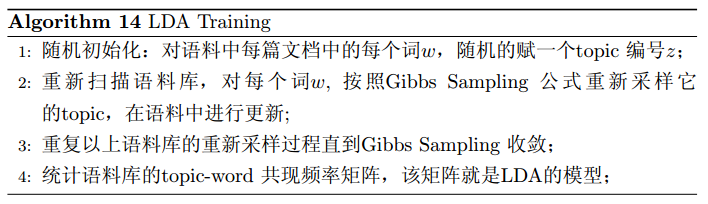 Algorithm 14 LDA Training
1: 随机初始化：对语料中每篇文档中的每个词w，随机的赋一个topic 编号z；
2: 重新扫描语料库，对每个词w, 按照Gibbs Sampling 公式重新采样它
的topic，在语料中进行更新;
3: 重复以上语料库的重新采样过程直到Gibbs Sampling 收敛；
4: 统计语料库的topic-word 共现频率矩阵，该矩阵就是LDA的模型；